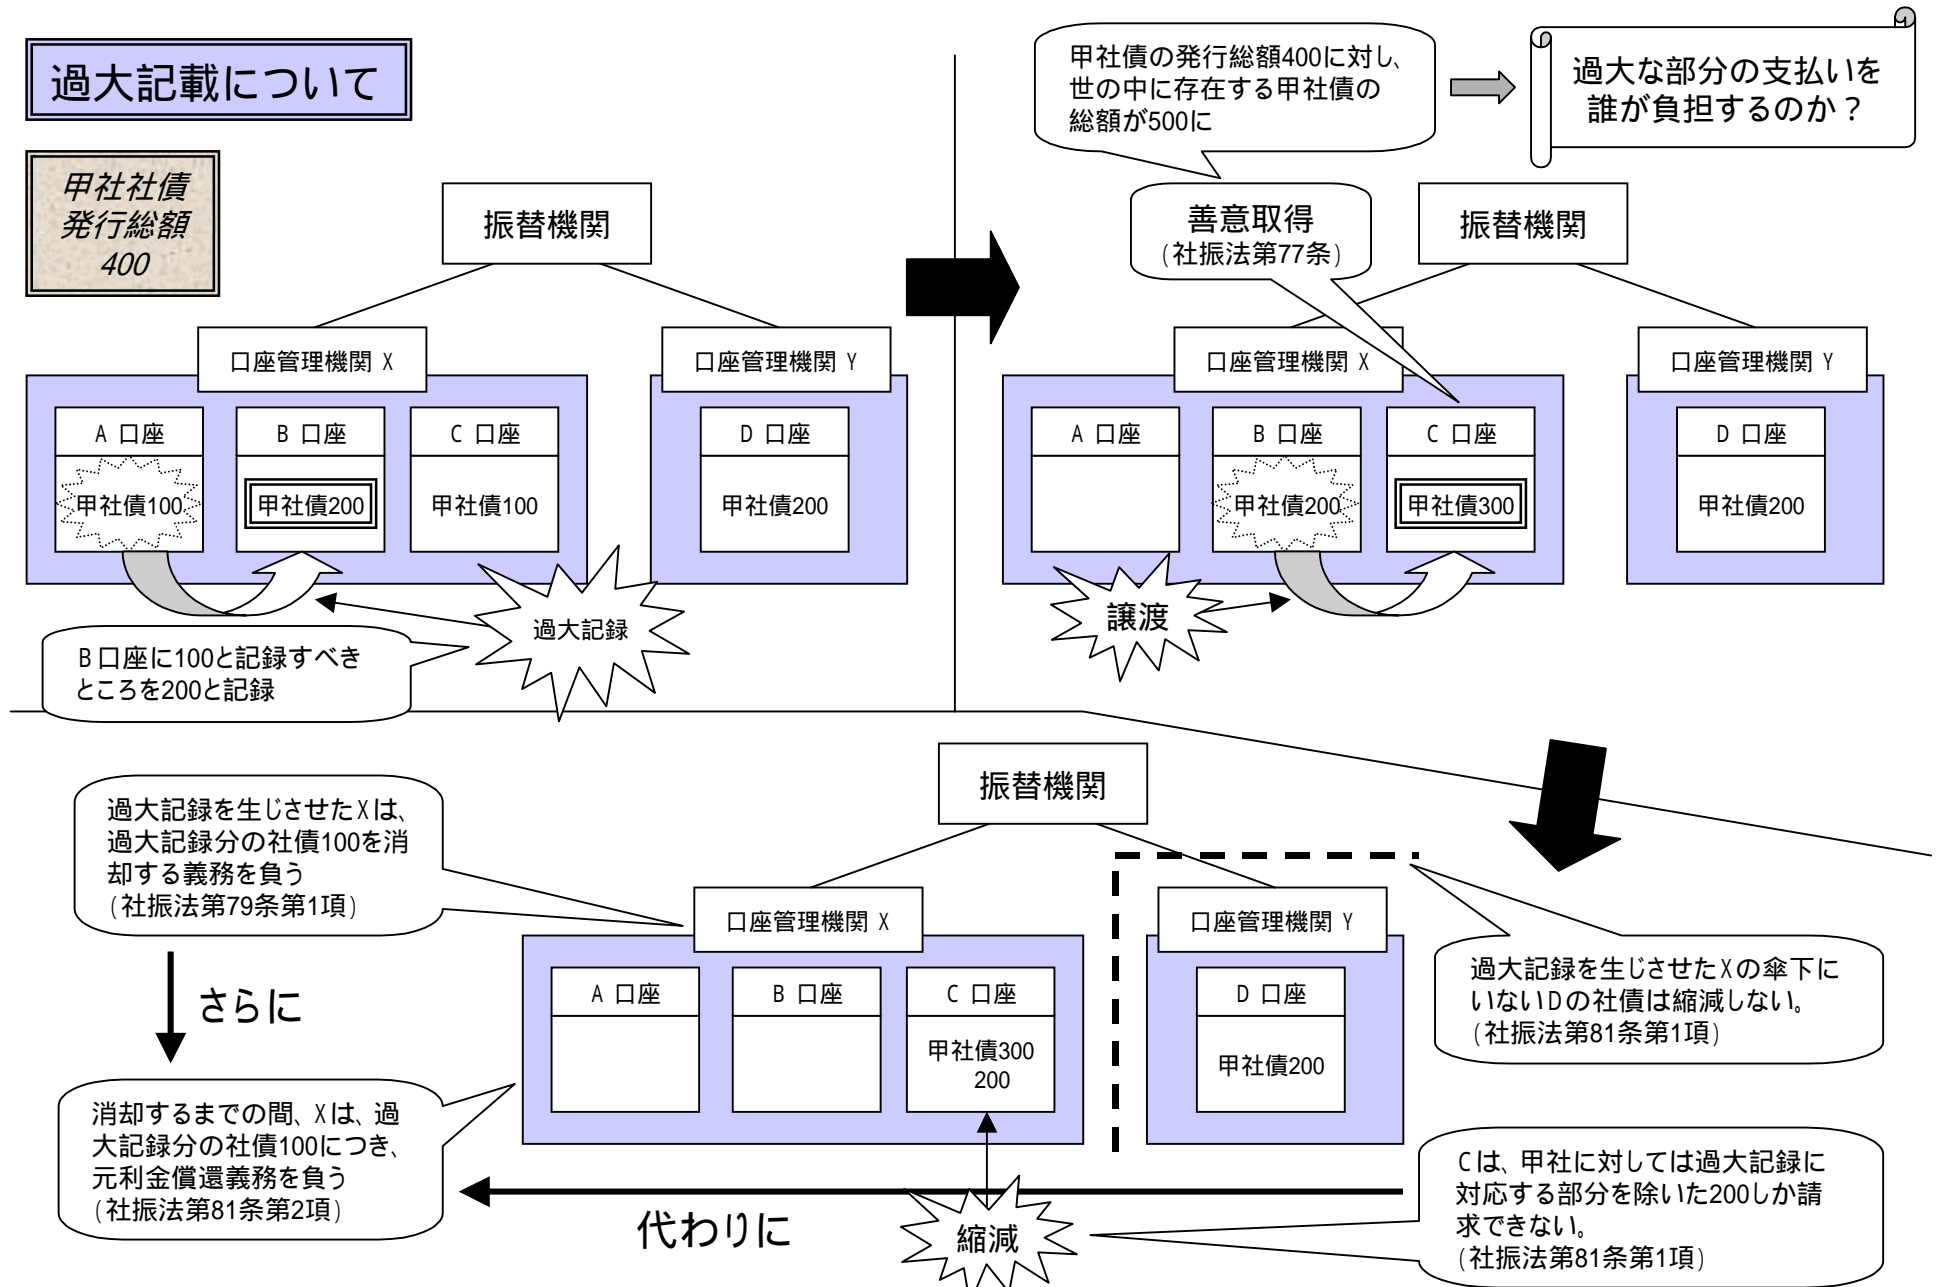 過大記載について
甲社社債
発行総額
400
振替機関
口座管理機関 X
口座管理機関 Y
A 口座
B 口座
C 口座
D 口座
甲社債100
甲社債200
甲社債100
甲社債200
過大記録
B口座に100と記録すべき
ところを200と記録
甲社債の発行総額400に対し、
世の中に存在する甲社債の
総額が500に
過大な部分の支払いを
誰が負担するのか？
善意取得
(社振法第77条)
振替機関
口座管理機関 X
口座管理機関 Y
A 口座
B 口座
C 口座
D 口座
甲社債200
甲社債300
甲社債200
譲渡
振替機関
過大記録を生じさせたXは、
過大記録分の社債100を消
却する義務を負う
(社振法第79条第1項)
さらに
消却するまでの間、Xは、過
大記録分の社債100につき、
元利金償還義務を負う
(社振法第81条第2項)
口座管理機関 X
口座管理機関 Y
A 口座
B 口座
C 口座
D 口座
甲社債300
200
甲社債200
過大記録を生じさせたXの傘下に
いないDの社債は縮減しない。
(社振法第81条第1項)
代わりに
縮減
Cは、甲社に対しては過大記録に
対応する部分を除いた200しか請
求できない。
(社振法第81条第1項)